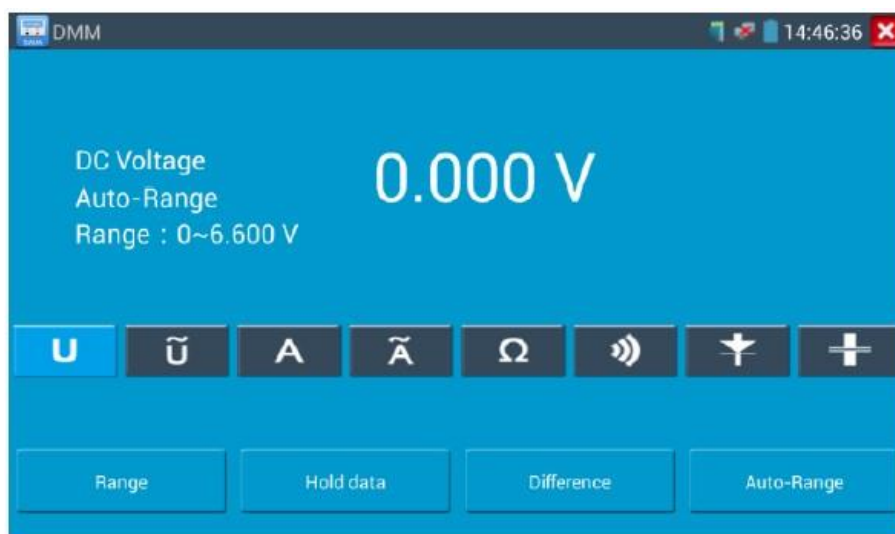 DMM 14:46:36
DC Voltage
Auto-Range
Range : 0~6.600 V
0.000 V
U Ũ A Ã Ω
Range Hold data Difference Auto-Range